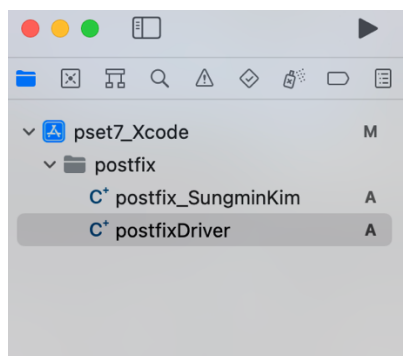 pset7_Xcode M
postfix
C+ postfix_SungminKim A
C+ postfixDriver A